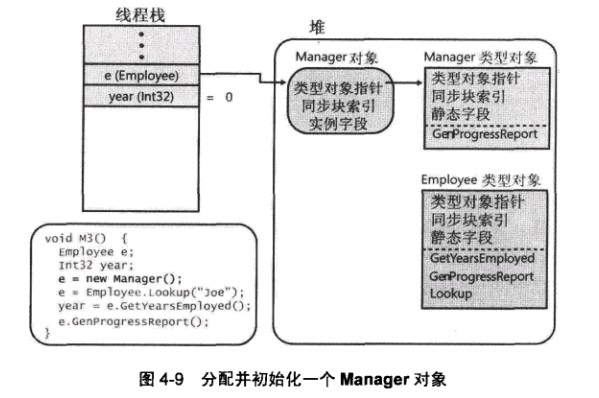 线程栈
e (Employee)
year (Int32)
= 0
堆
Manager 对象
类型对象指针
同步块索引
实例字段
Manager 类型对象
类型对象指针
同步块索引
静态字段
GenProgressReport
Employee 类型对象
类型对象指针
同步块索引
静态字段
GetYearsEmployed
GenProgressReport
Lookup
void M3() {
Employee e;
Int32 year;
e = new Manager();
e = Employee.Lookup("Joe");
year = e.GetYearsEmployed();
e.GenProgressReport();
}
图 4-9 分配并初始化一个 Manager 对象